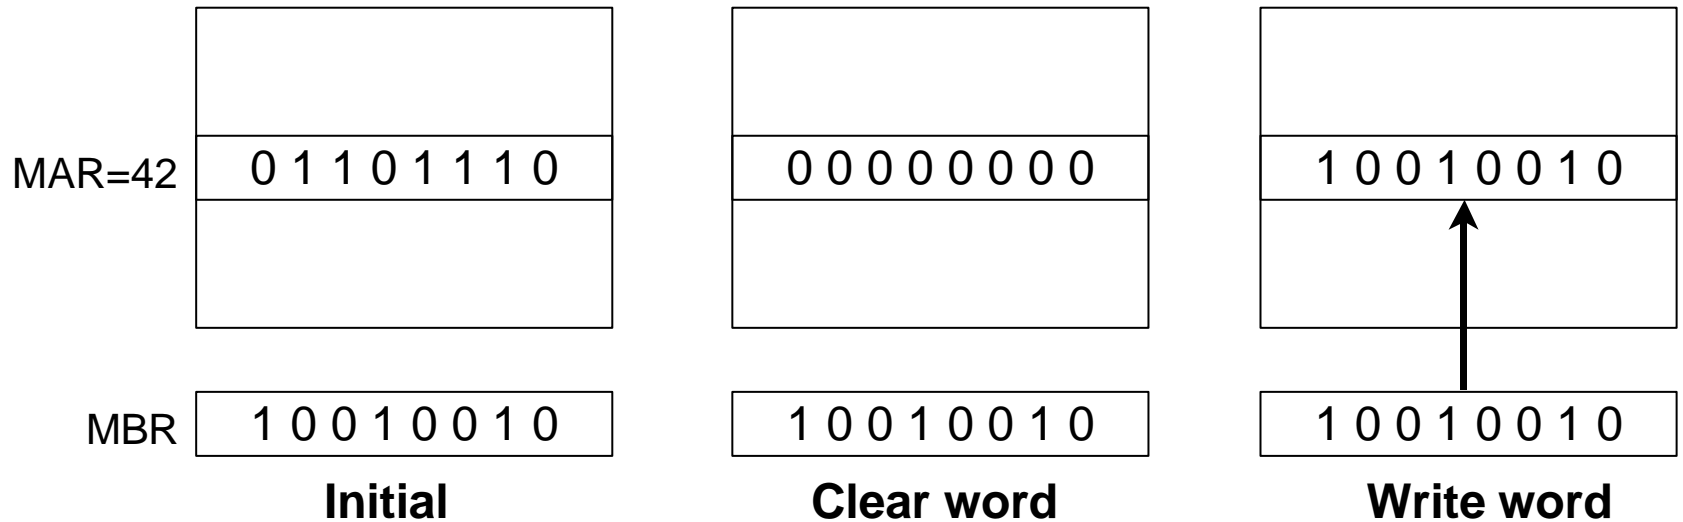 MAR=42 0 1 1 0 1 1 1 0 0 0 0 0 0 0 0 0 1 0 0 1 0 0 1 0
MBR 1 0 0 1 0 0 1 0 1 0 0 1 0 0 1 0 1 0 0 1 0 0 1 0
Initial Clear word Write word